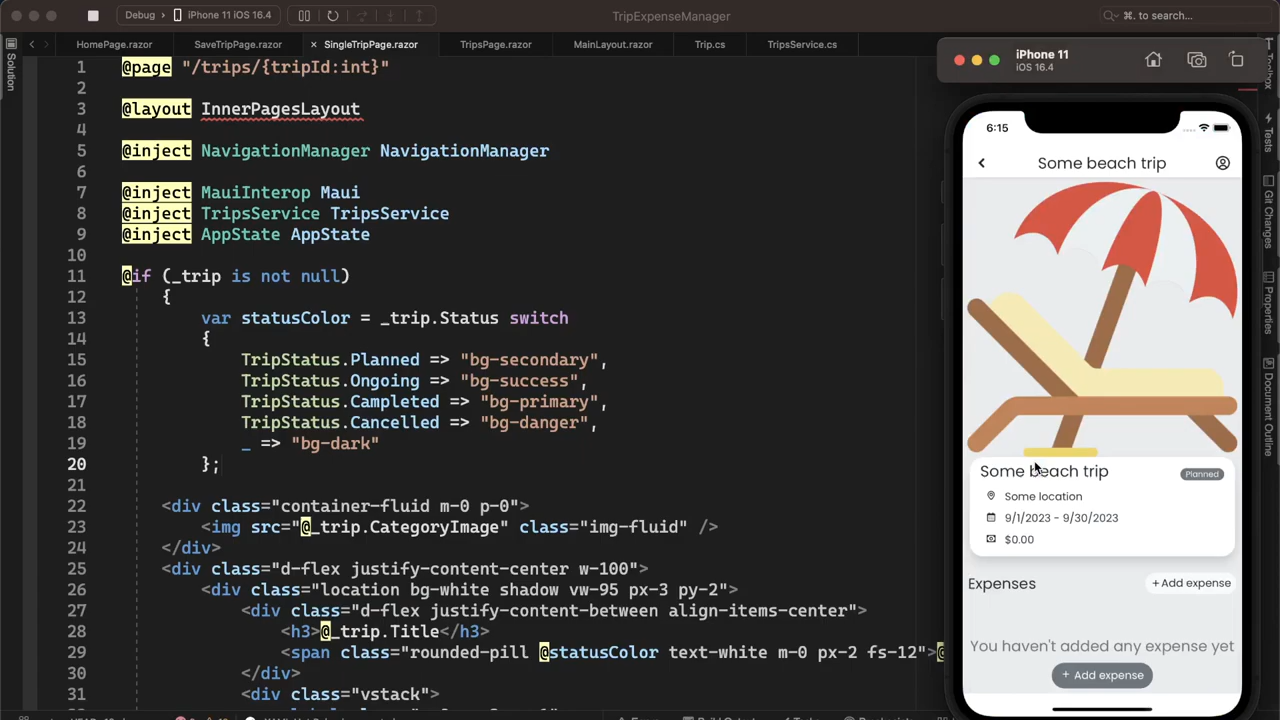 Debug iPhone 11 iOS 16.4
TripExpenseManager
⌘. to search...
HomePage.razor
SaveTripPage.razor
× SingleTripPage.razor
TripsPage.razor
MainLayout.razor
Trip.cs
TripsService.cs
Solution
1 @page "/trips/{tripId:int}"
2
3 @layout InnerPagesLayout
4
5 @inject NavigationManager NavigationManager
6
7 @inject MauiInterop Maui
8 @inject TripsService TripsService
9 @inject AppState AppState
10
11 @if (_trip is not null)
12 {
13 var statusColor = _trip.Status switch
14 {
15 TripStatus.Planned => "bg-secondary",
16 TripStatus.Ongoing => "bg-success",
17 TripStatus.Campleted => "bg-primary",
18 TripStatus.Cancelled => "bg-danger",
19 _ => "bg-dark"
20 };
21
22 <div class="container-fluid m-0 p-0">
23 <img src="@_trip.CategoryImage" class="img-fluid" />
24 </div>
25 <div class="d-flex justify-content-center w-100">
26 <div class="location bg-white shadow vw-95 px-3 py-2">
27 <div class="d-flex justify-content-between align-items-center">
28 <h3>@_trip.Title</h3>
29 <span class="rounded-pill @statusColor text-white m-0 px-2 fs-12">@
30 </div>
31 <div class="vstack">
iPhone 11
iOS 16.4
6:15
Some beach trip
Some beach trip
Planned
Some location
9/1/2023 - 9/30/2023
$0.00
Expenses
+ Add expense
You haven't added any expense yet
+ Add expense
Tests
Git Changes
Properties
Document Outline